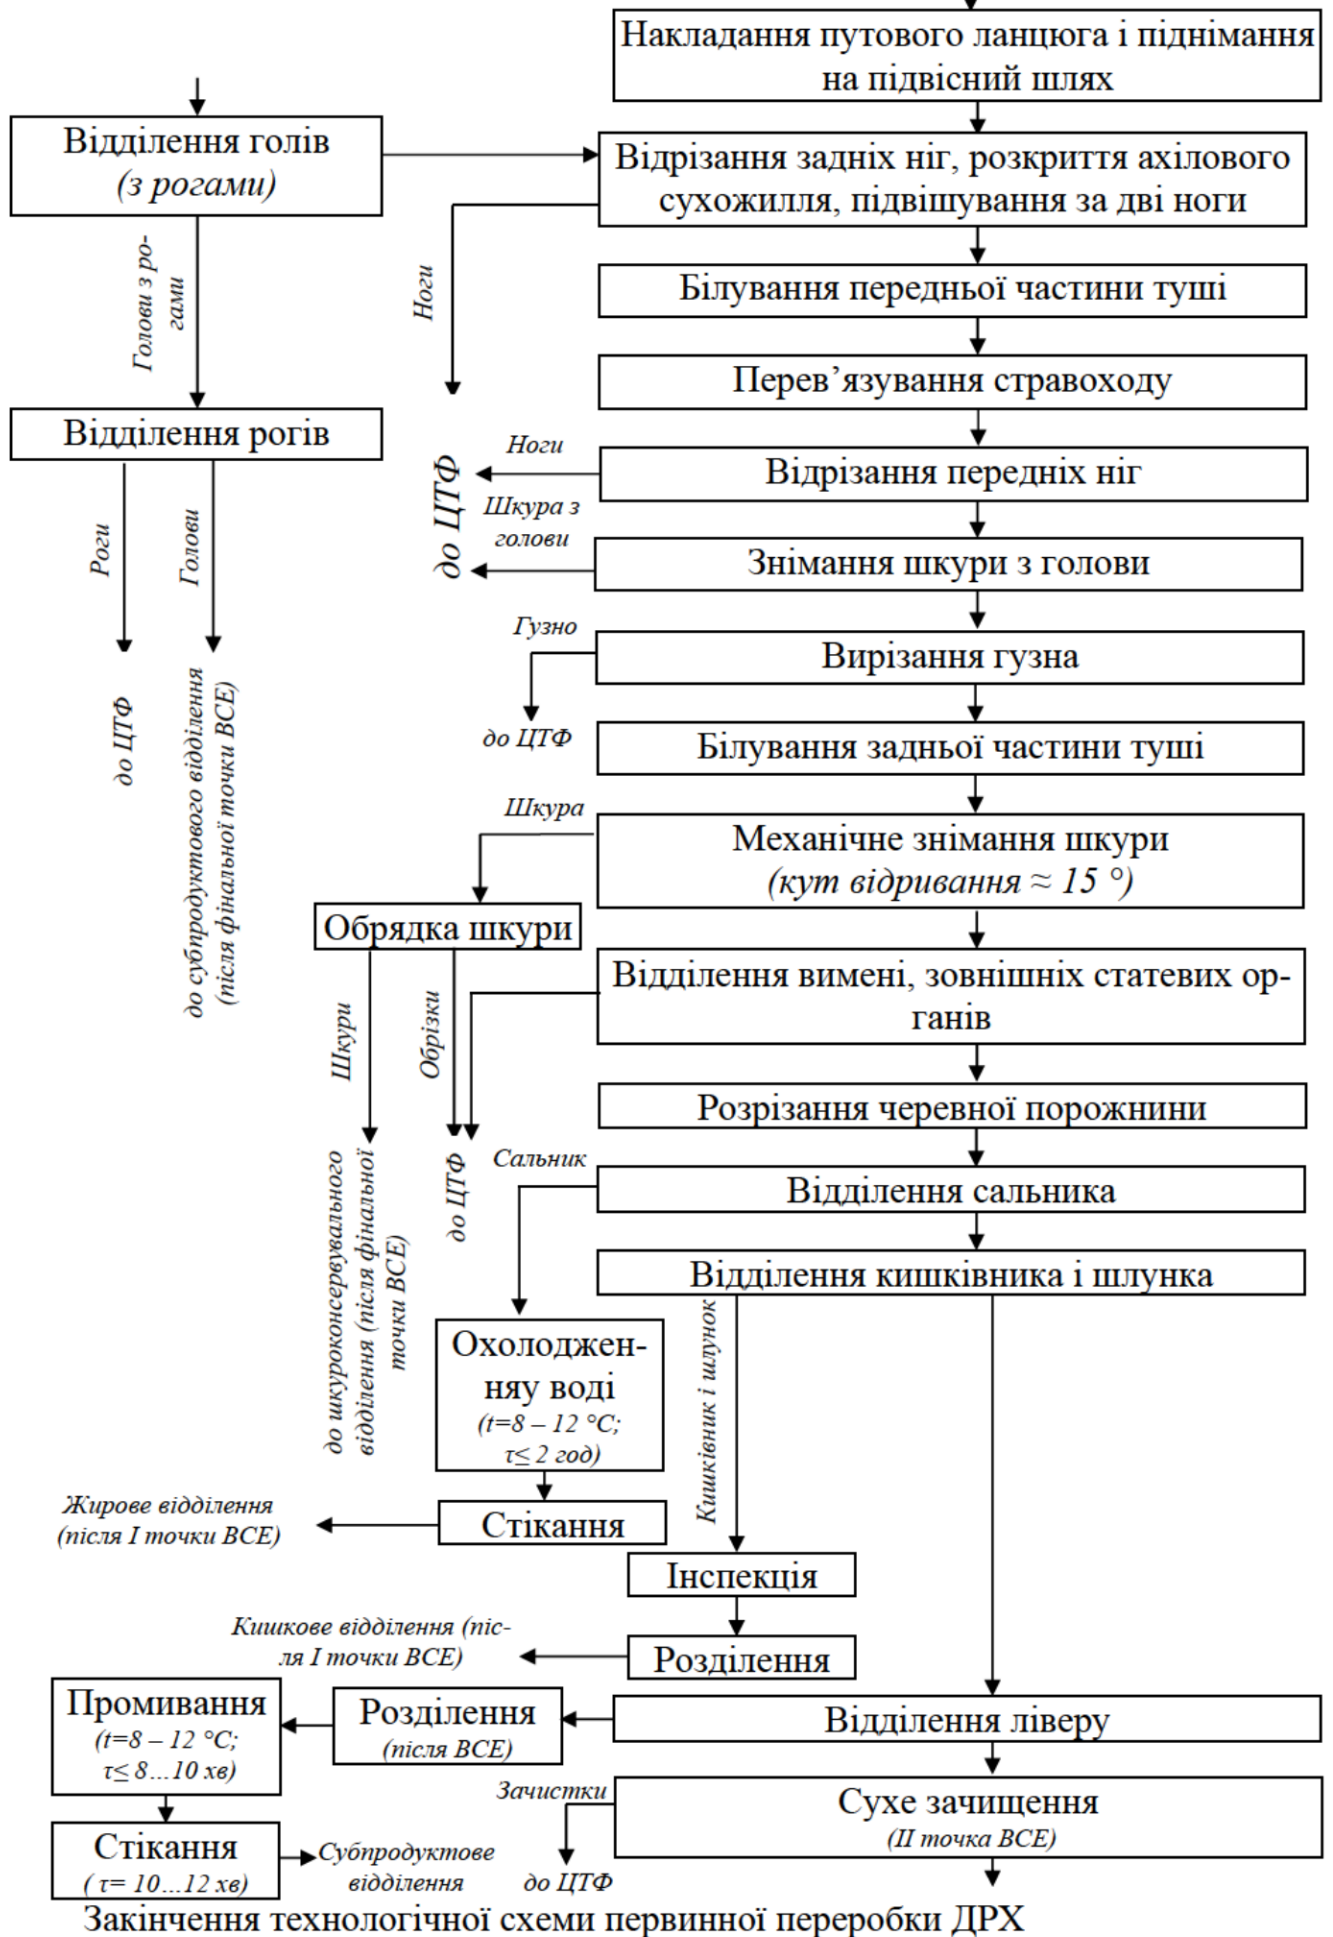 Накладання путового ланцюга і піднімання
на підвісний шлях
Відділення голів
(з рогами)
Відрізання задніх ніг, розкриття ахілового
сухожилля, підвішування за дві ноги
Голови з ро-
гами
Ноги
Білування передньої частини туші
Перев’язування стравоходу
Відділення рогів
Ноги
Відрізання передніх ніг
до ЦТФ
Шкура з
голови
Знімання шкури з голови
Роги
Голови
Гузно
Вирізання гузна
до ЦТФ
до ЦТФ
до субпродуктового відділення
(після фінальної точки ВСЕ)
Білування задньої частини туші
Шкура
Механічне знімання шкури
(кут відривання ≈ 15 °)
Обрядка шкури
Відділення вимені, зовнішніх статевих ор-
ганів
Шкури
Обрізки
Розрізання черевної порожнини
до шкуроконсервувального
відділення (після фінальної
точки ВСЕ)
до ЦТФ
Сальник
Відділення сальника
Відділення кишківника і шлунка
Охолоджен-
няу воді
(t=8 – 12 °С;
τ≤ 2 год)
Кишківник і шлунок
Жирове відділення
(після І точки ВСЕ)
Стікання
Інспекція
Кишкове відділення (піс-
ля І точки ВСЕ)
Розділення
Промивання
(t=8 – 12 °С;
τ≤ 8…10 хв)
Розділення
(після ВСЕ)
Відділення ліверу
Зачистки
Сухе зачищення
(ІІ точка ВСЕ)
Стікання
( τ= 10…12 хв)
Субпродуктове
відділення
до ЦТФ
Закінчення технологічної схеми первинної переробки ДРХ